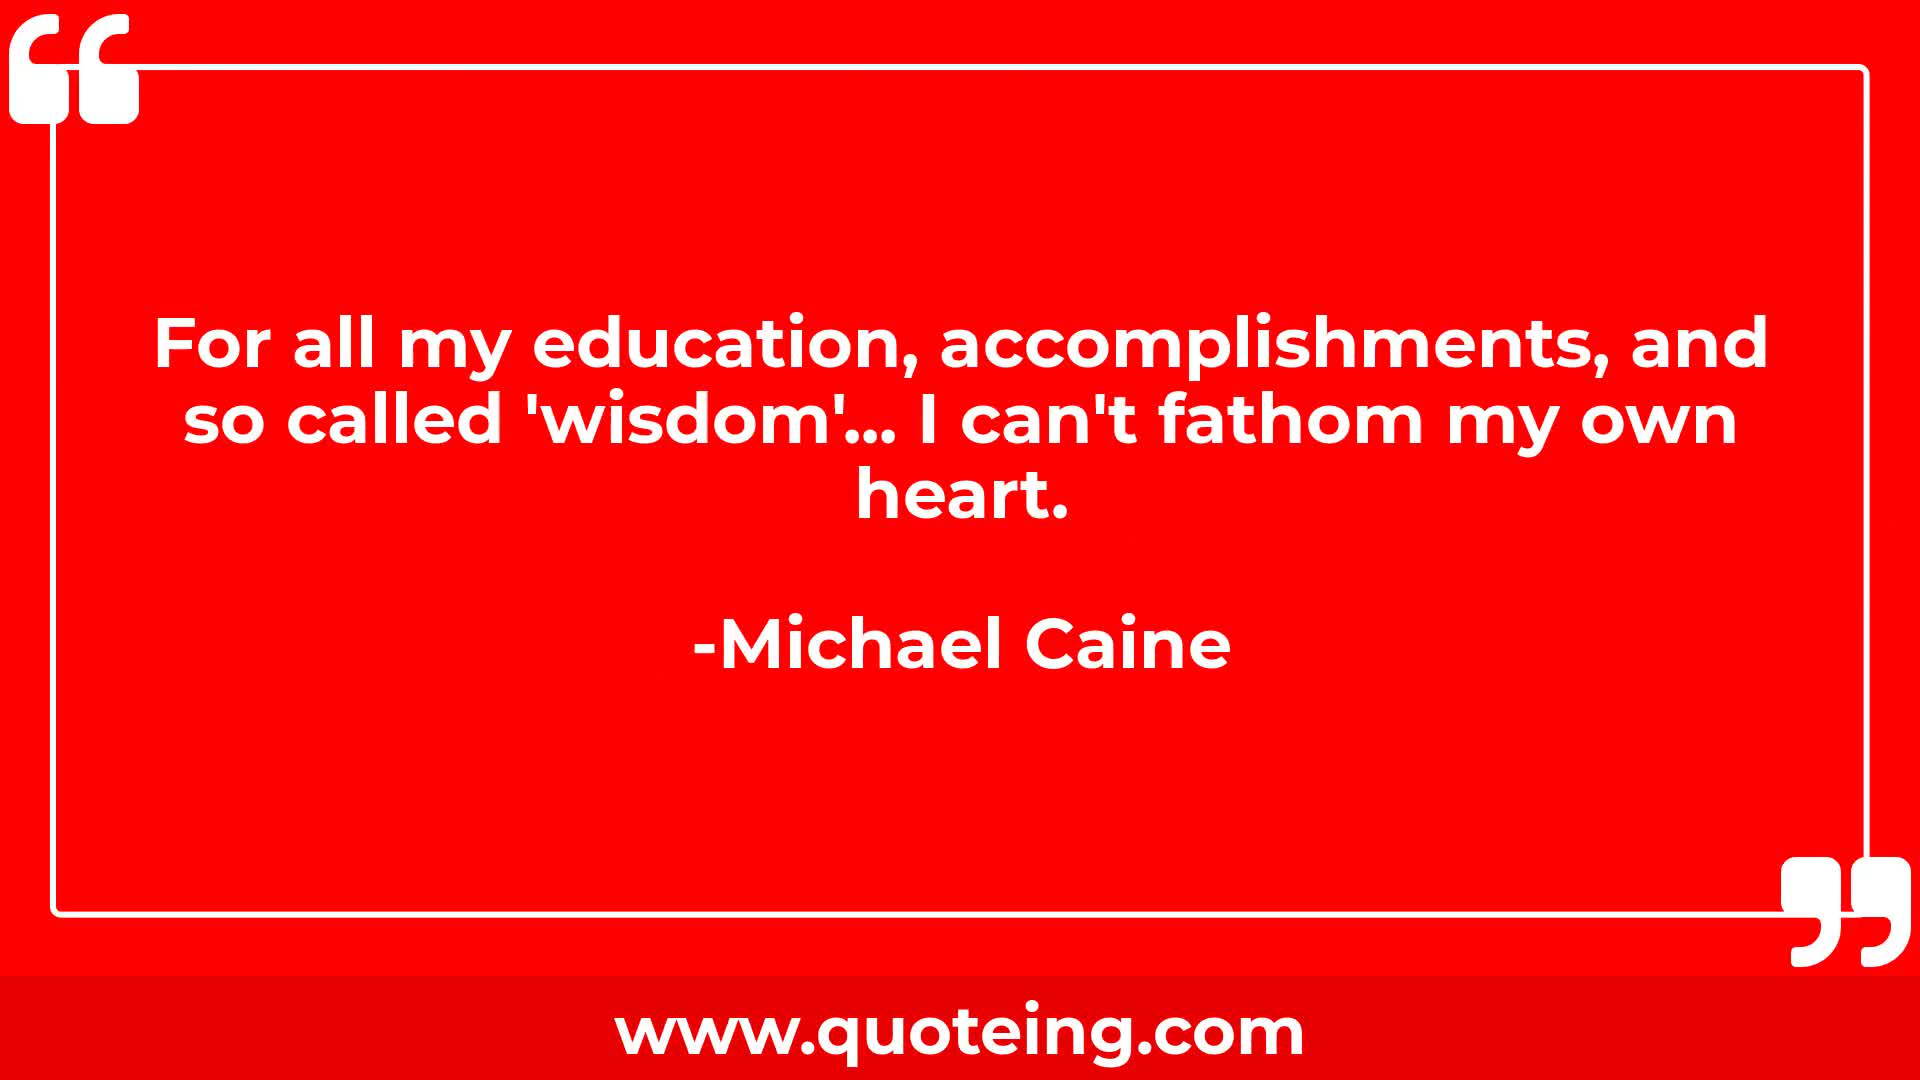 For all my education, accomplishments, and
so called 'wisdom'... I can't fathom my own
heart.
-Michael Caine
www.quoteing.com